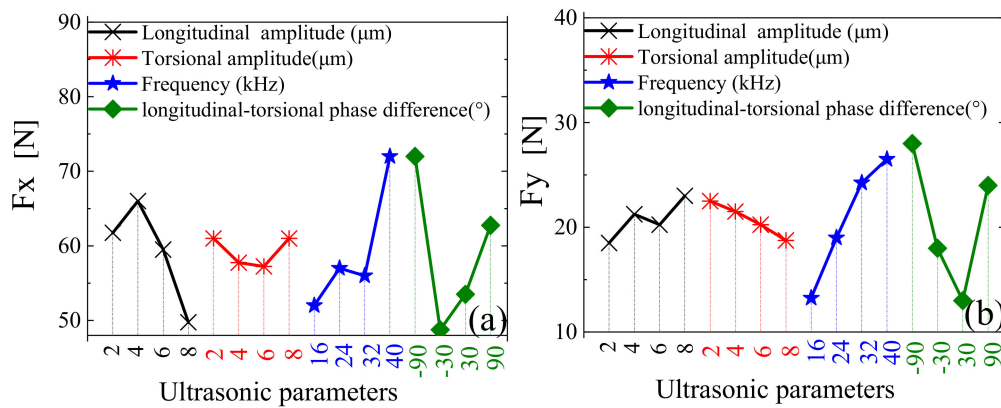 90
80
70
60
50
Fx [N]
Longitudinal amplitude (μm)
Torsional amplitude(μm)
Frequency (kHz)
longitudinal-torsional phase difference(°)
(a)
2 4 6 8 2 4 6 8 16 24 32 40 -90 -30 30 90
Ultrasonic parameters
40
30
20
10
Fy [N]
Longitudinal amplitude (μm)
Torsional amplitude(μm)
Frequency (kHz)
longitudinal-torsional phase difference(°)
(b)
2 4 6 8 2 4 6 8 16 24 32 40 -90 -30 30 90
Ultrasonic parameters